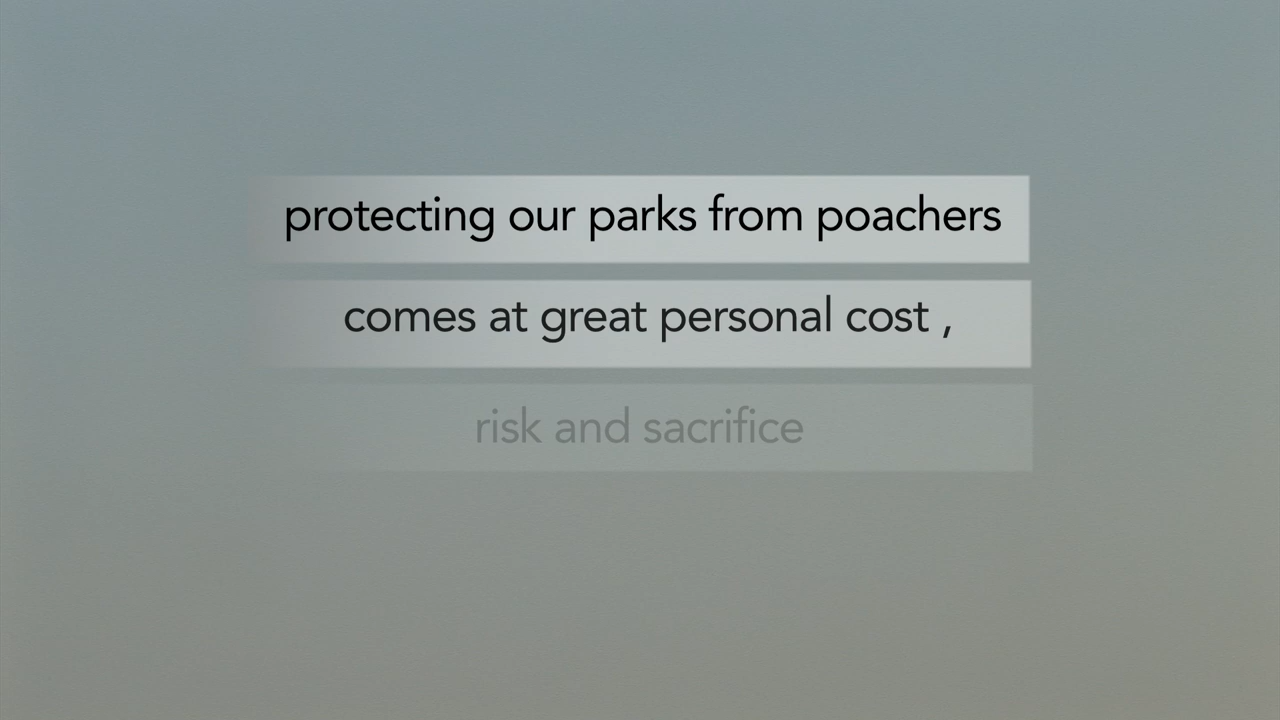 protecting our parks from poachers
comes at great personal cost ,
risk and sacrifice